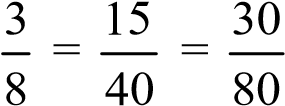 3/8 = 15/40 = 30/80